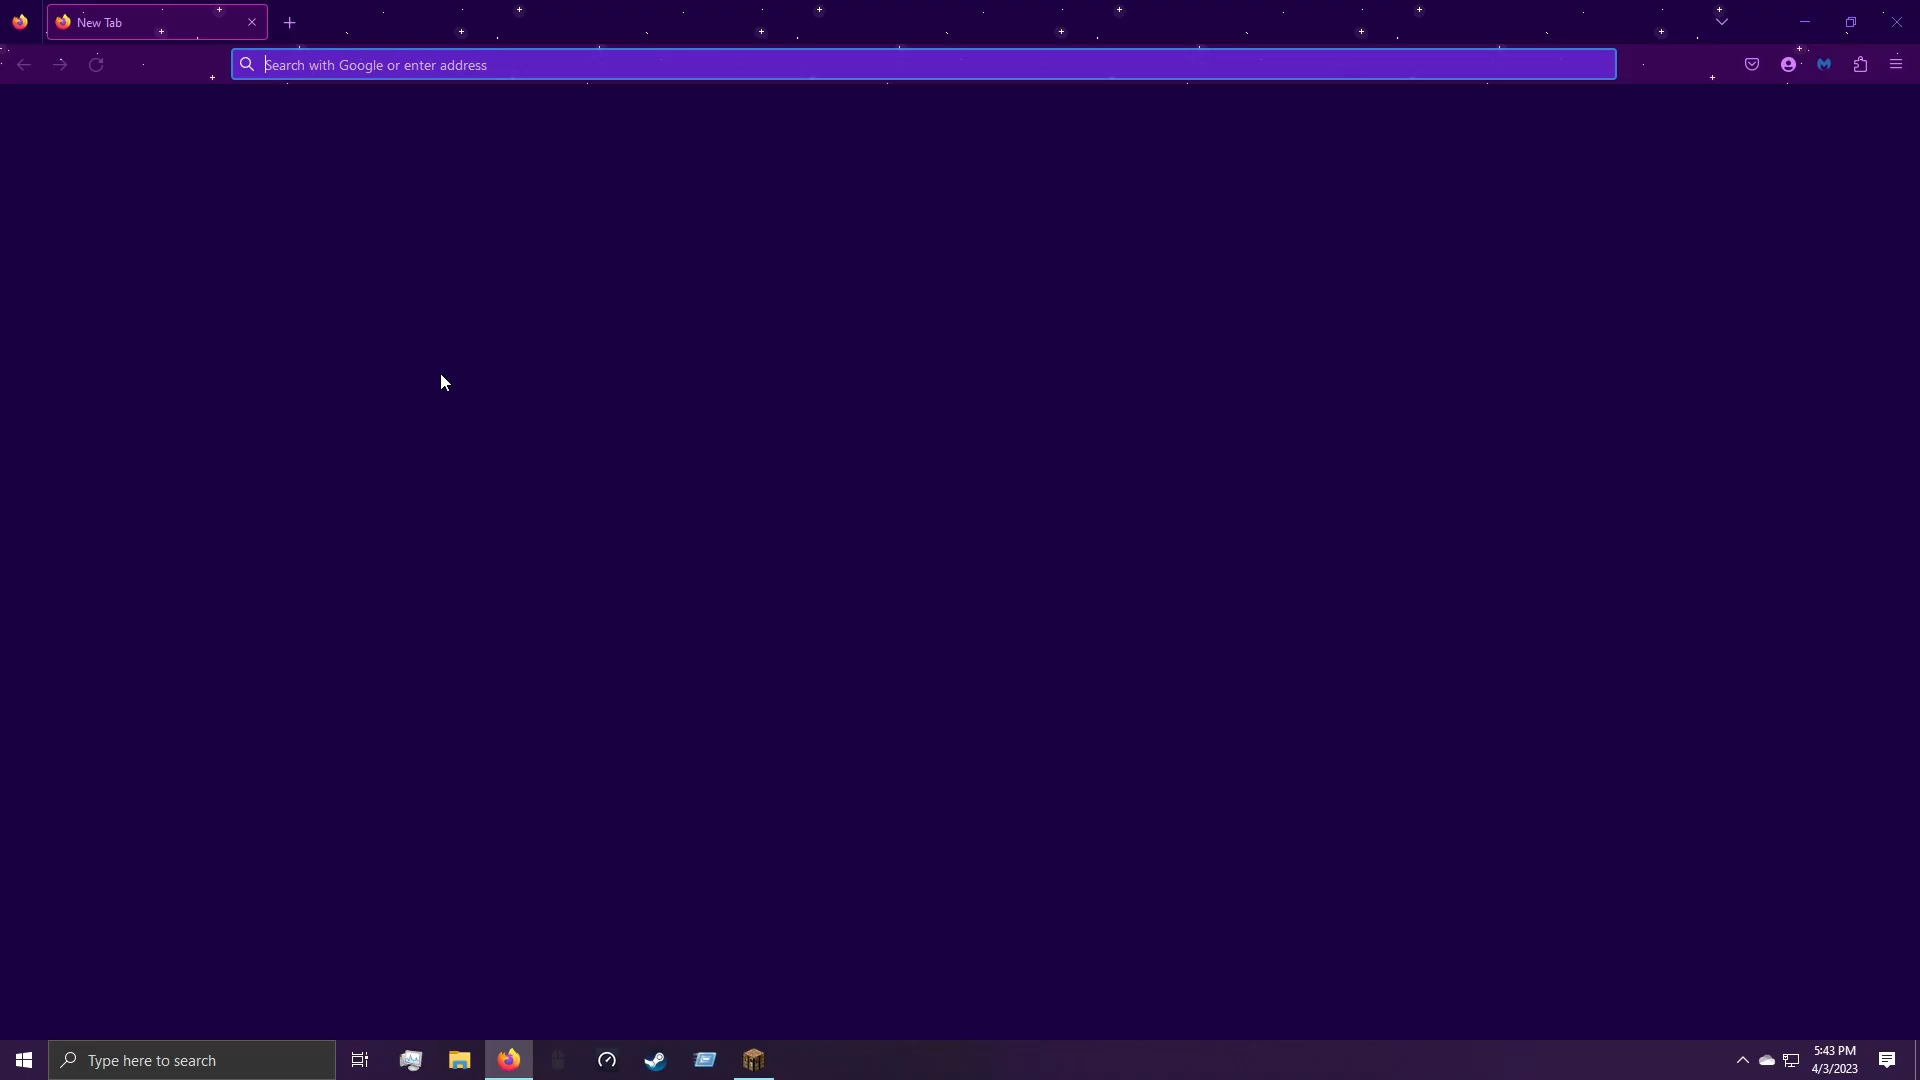 New Tab
Search with Google or enter address
Type here to search
5:43 PM
4/3/2023